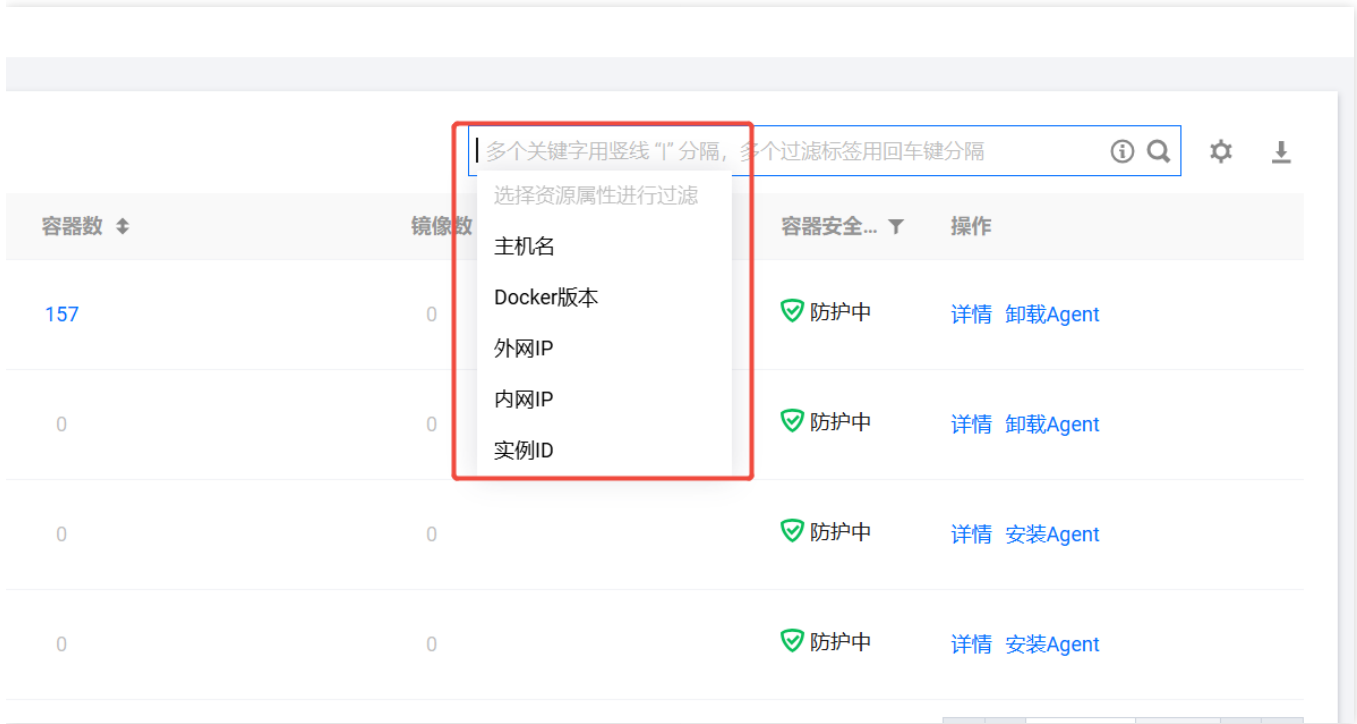 多个关键字用竖线 “|” 分隔，多个过滤标签用回车键分隔
选择资源属性进行过滤
主机名
Docker版本
外网IP
内网IP
实例ID
容器数 镜像数 容器安全... 操作
157 0 防护中 详情 卸载Agent
0 0 防护中 详情 卸载Agent
0 0 防护中 详情 安装Agent
0 0 防护中 详情 安装Agent